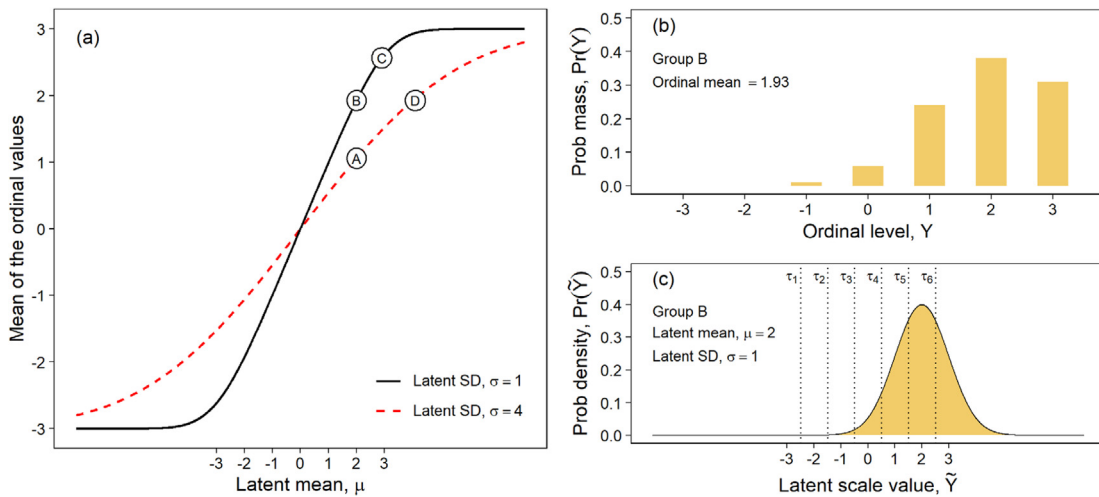 (a)
Mean of the ordinal values
3
2
1
0
-1
-2
-3
A
B
C
D
Latent SD, σ = 1
Latent SD, σ = 4
-3 -2 -1 0 1 2 3
Latent mean, μ
(b)
Group B
Ordinal mean = 1.93
Prob mass, Pr(Y)
0.5
0.4
0.3
0.2
0.1
0.0
-3 -2 -1 0 1 2 3
Ordinal level, Y
(c)
τ1 τ2 τ3 τ4 τ5 τ6
Group B
Latent mean, μ = 2
Latent SD, σ = 1
Prob density, Pr(Ỹ)
0.5
0.4
0.3
0.2
0.1
0.0
-3 -2 -1 0 1 2 3
Latent scale value, Ỹ